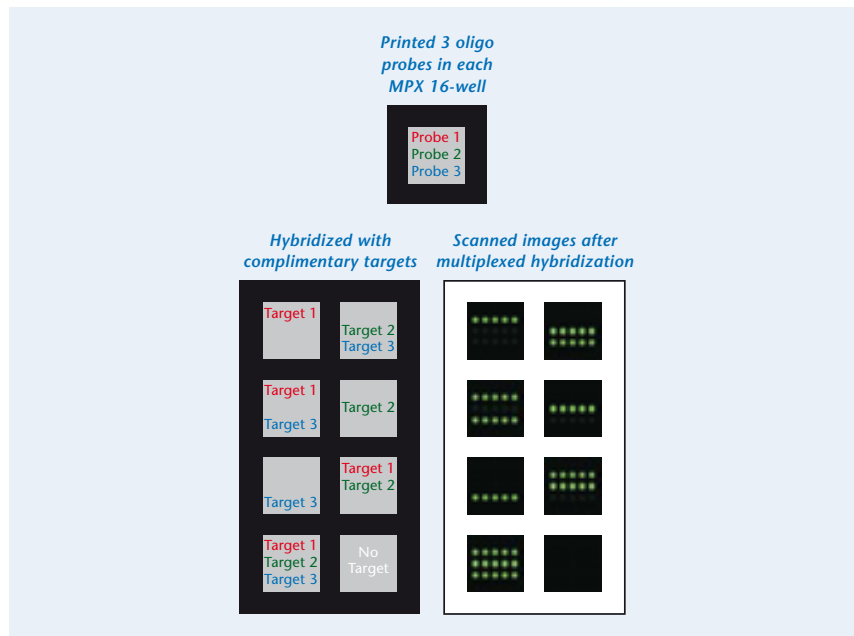 Printed 3 oligo
probes in each
MPX 16-well
Probe 1
Probe 2
Probe 3
Hybridized with
complimentary targets
Scanned images after
multiplexed hybridization
Target 1
Target 2
Target 3
Target 1
Target 3
Target 2
Target 3
Target 1
Target 2
Target 1
Target 2
Target 3
No
Target